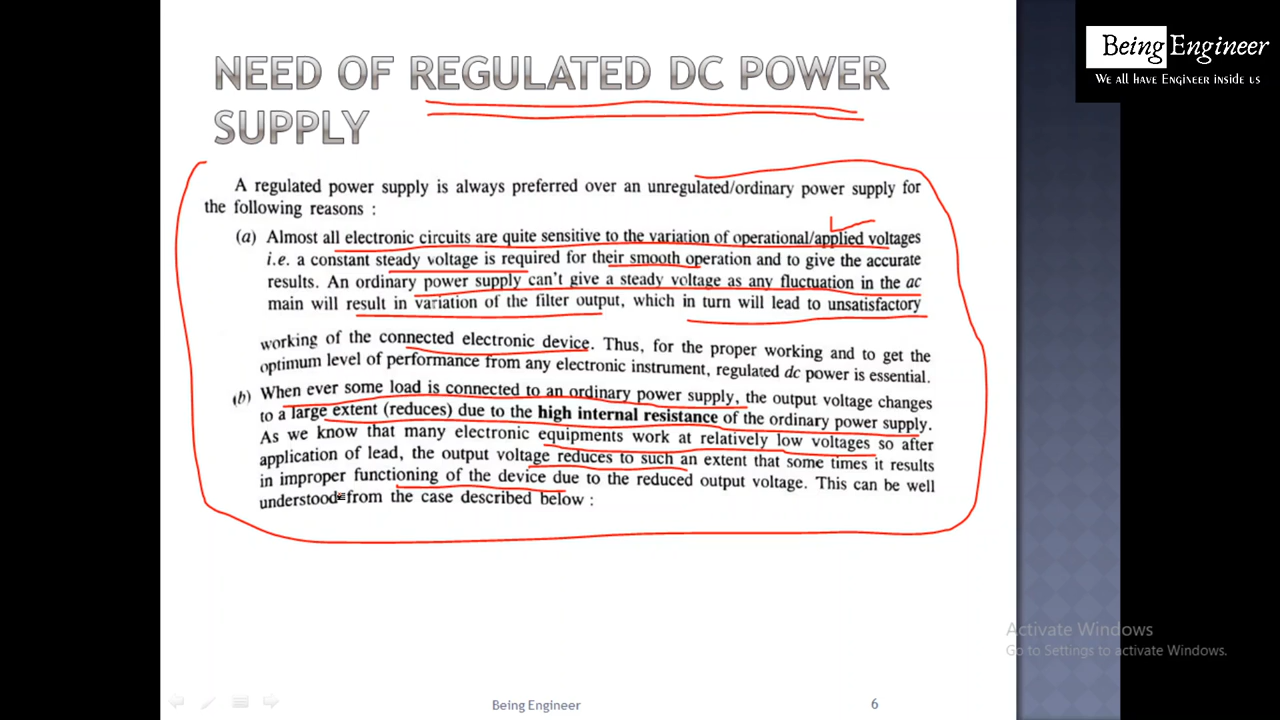 Being Engineer
We all have Engineer inside us
NEED OF REGULATED DC POWER
SUPPLY
A regulated power supply is always preferred over an unregulated/ordinary power supply for
the following reasons :
(a) Almost all electronic circuits are quite sensitive to the variation of operational/applied voltages
i.e. a constant steady voltage is required for their smooth operation and to give the accurate
results. An ordinary power supply can't give a steady voltage as any fluctuation in the ac
main will result in variation of the filter output, which in turn will lead to unsatisfactory
working of the connected electronic device. Thus, for the proper working and to get the
optimum level of performance from any electronic instrument, regulated dc power is essential.
(b) When ever some load is connected to an ordinary power supply, the output voltage changes
to a large extent (reduces) due to the high internal resistance of the ordinary power supply.
As we know that many electronic equipments work at relatively low voltages so after
application of lead, the output voltage reduces to such an extent that some times it results
in improper functioning of the device due to the reduced output voltage. This can be well
understood from the case described below :
Activate Windows
Go to Settings to activate Windows.
Being Engineer
6